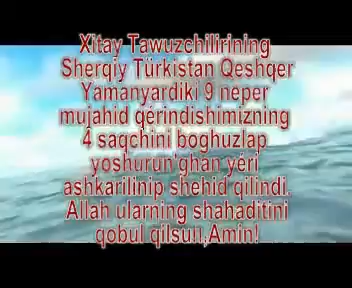 Xitay Tawuzchilirining
Sherqiy Türkistan Qeshqer
Yamanyardiki 9 neper
mujahid qérindishimizning
4 saqchini boghuzlap
yoshurun'ghan yéri
ashkarilinip shehid qilindi.
Allah ularning shahaditini
qobul qilsun,Amin!